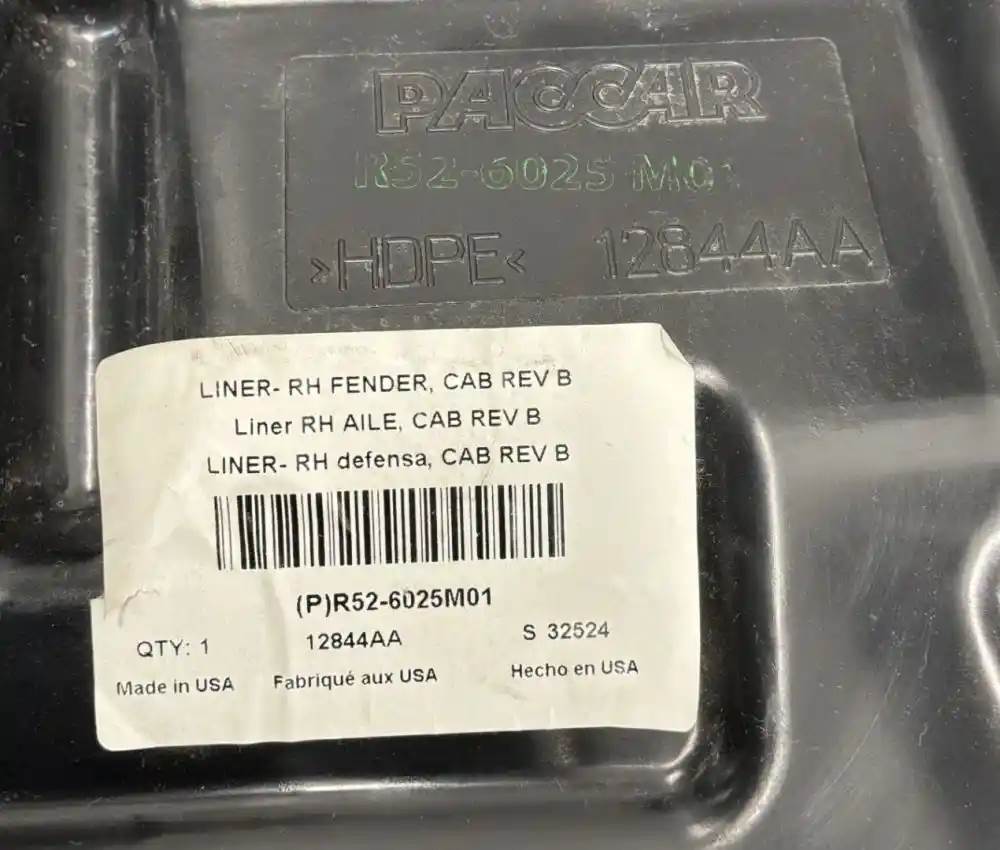 PACCAR
R52-6025 M01
>HDPE< 12844AA
LINER- RH FENDER, CAB REV B
Liner RH AILE, CAB REV B
LINER- RH defensa, CAB REV B
(P)R52-6025M01
QTY: 1 12844AA S 32524
Made in USA Fabriqué aux USA Hecho en USA